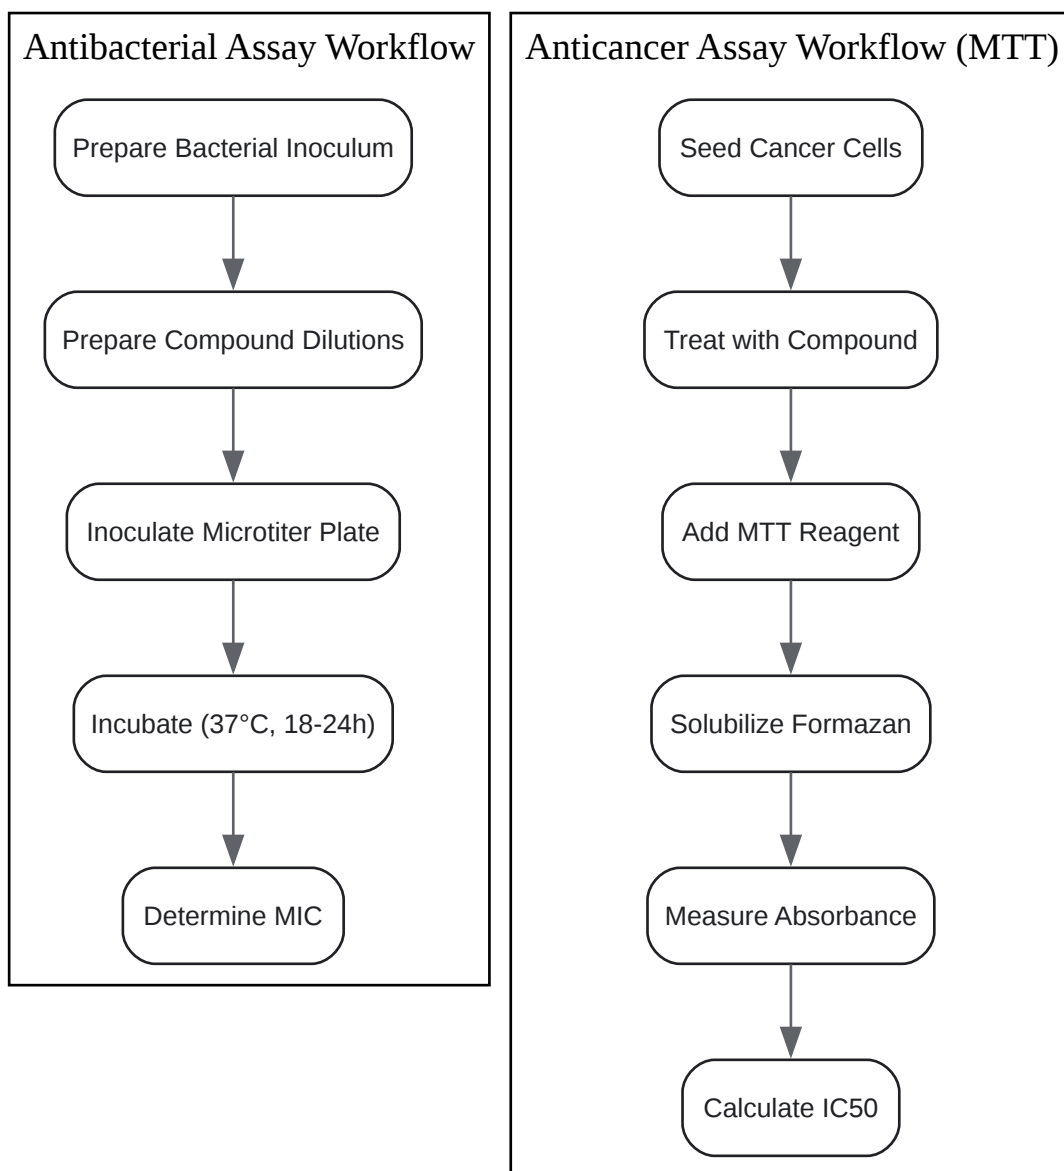 Antibacterial Assay Workflow
Prepare Bacterial Inoculum
Prepare Compound Dilutions
Inoculate Microtiter Plate
Incubate (37°C, 18-24h)
Determine MIC
Anticancer Assay Workflow (MTT)
Seed Cancer Cells
Treat with Compound
Add MTT Reagent
Solubilize Formazan
Measure Absorbance
Calculate IC50